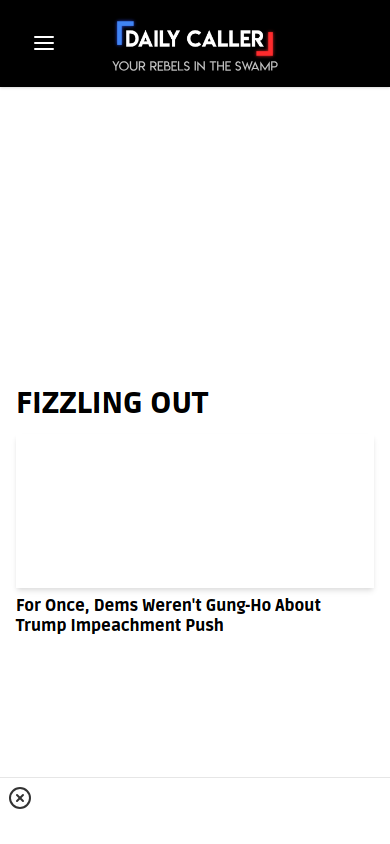 DAILY CALLER
YOUR REBELS IN THE SWAMP
FIZZLING OUT
For Once, Dems Weren't Gung-Ho About
Trump Impeachment Push